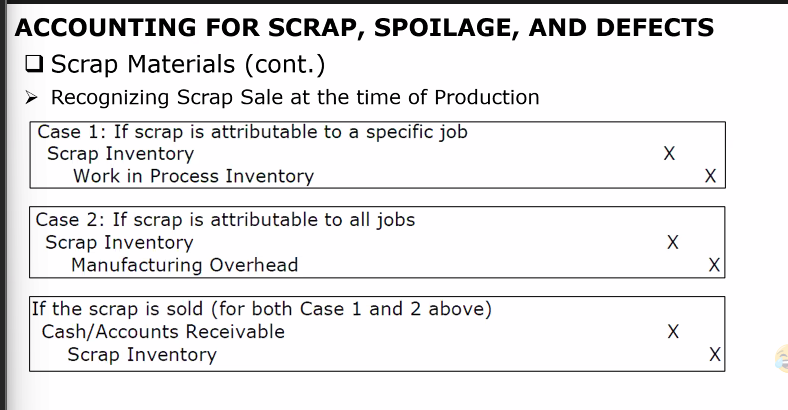 ACCOUNTING FOR SCRAP, SPOILAGE, AND DEFECTS
❑ Scrap Materials (cont.)
➢ Recognizing Scrap Sale at the time of Production
Case 1: If scrap is attributable to a specific job
Scrap Inventory X
Work in Process Inventory X
Case 2: If scrap is attributable to all jobs
Scrap Inventory X
Manufacturing Overhead X
If the scrap is sold (for both Case 1 and 2 above)
Cash/Accounts Receivable X
Scrap Inventory X